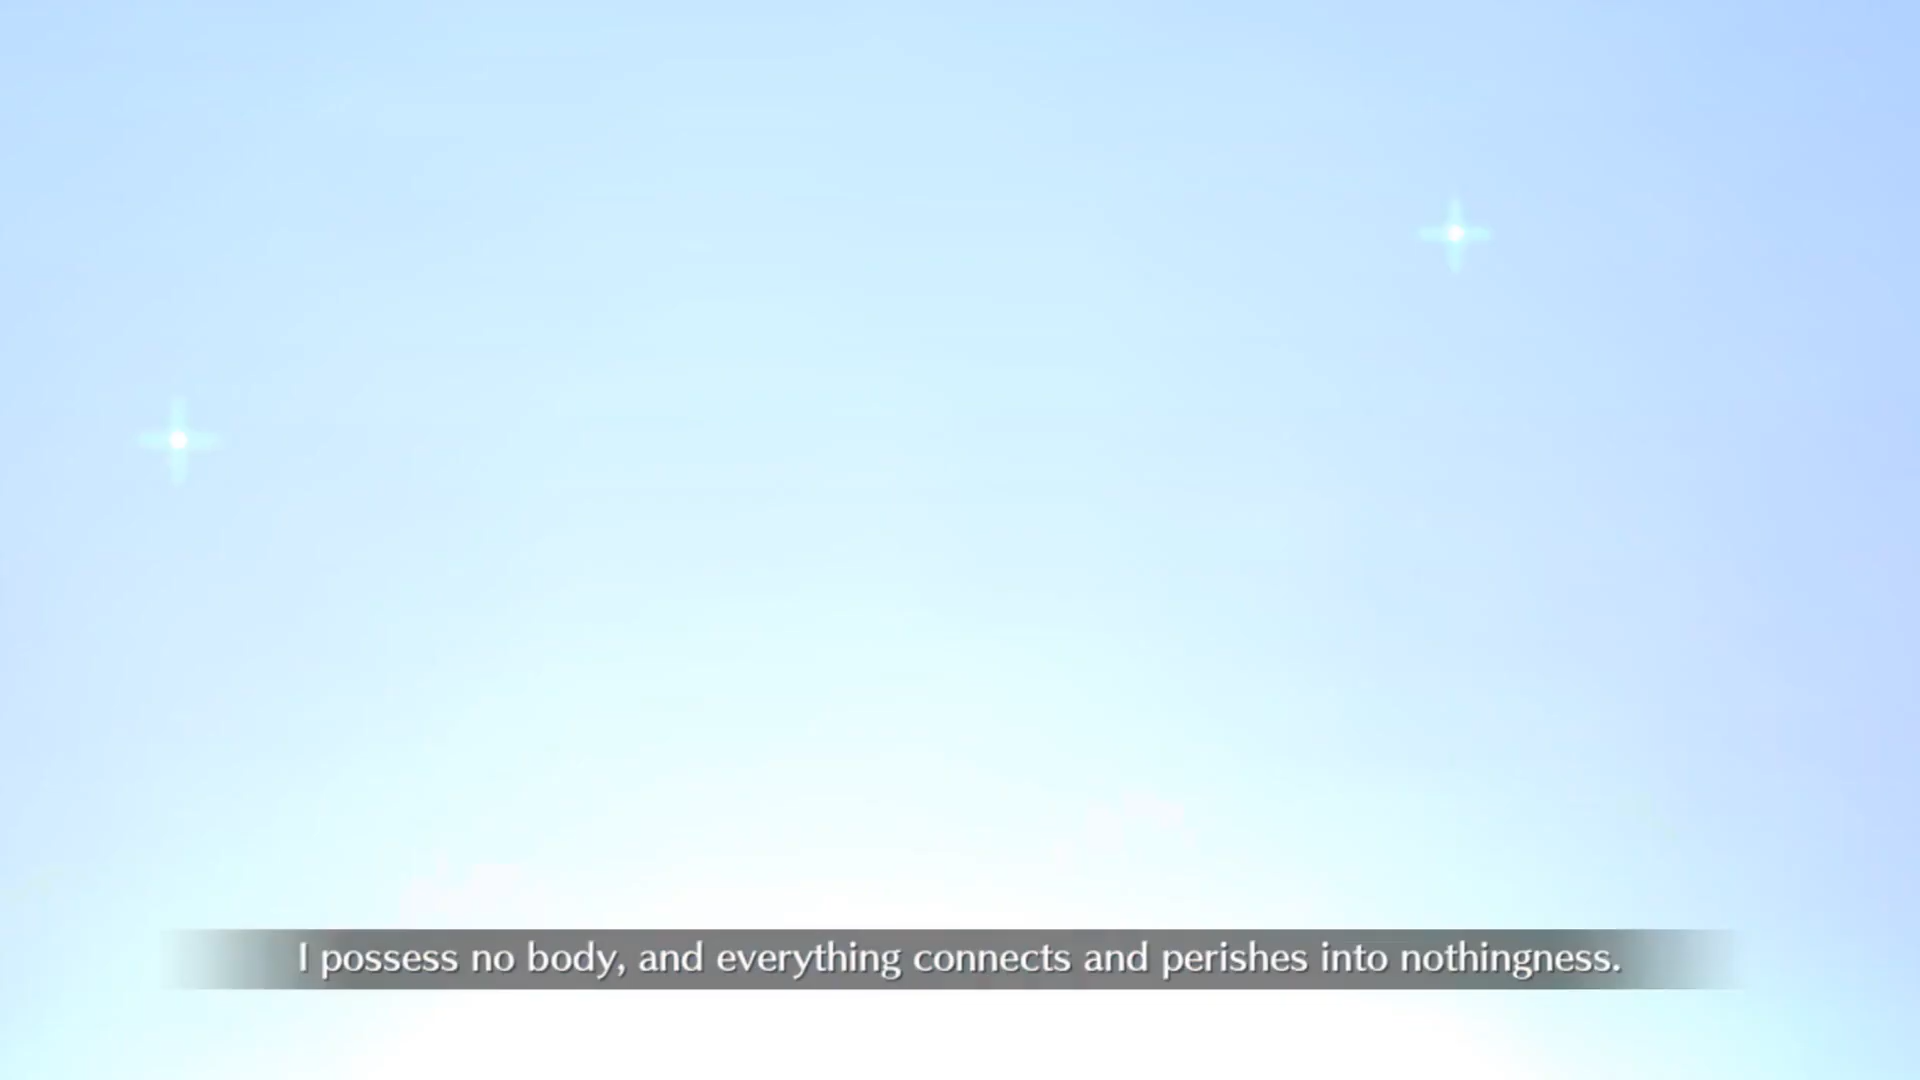 I possess no body, and everything connects and perishes into nothingness.